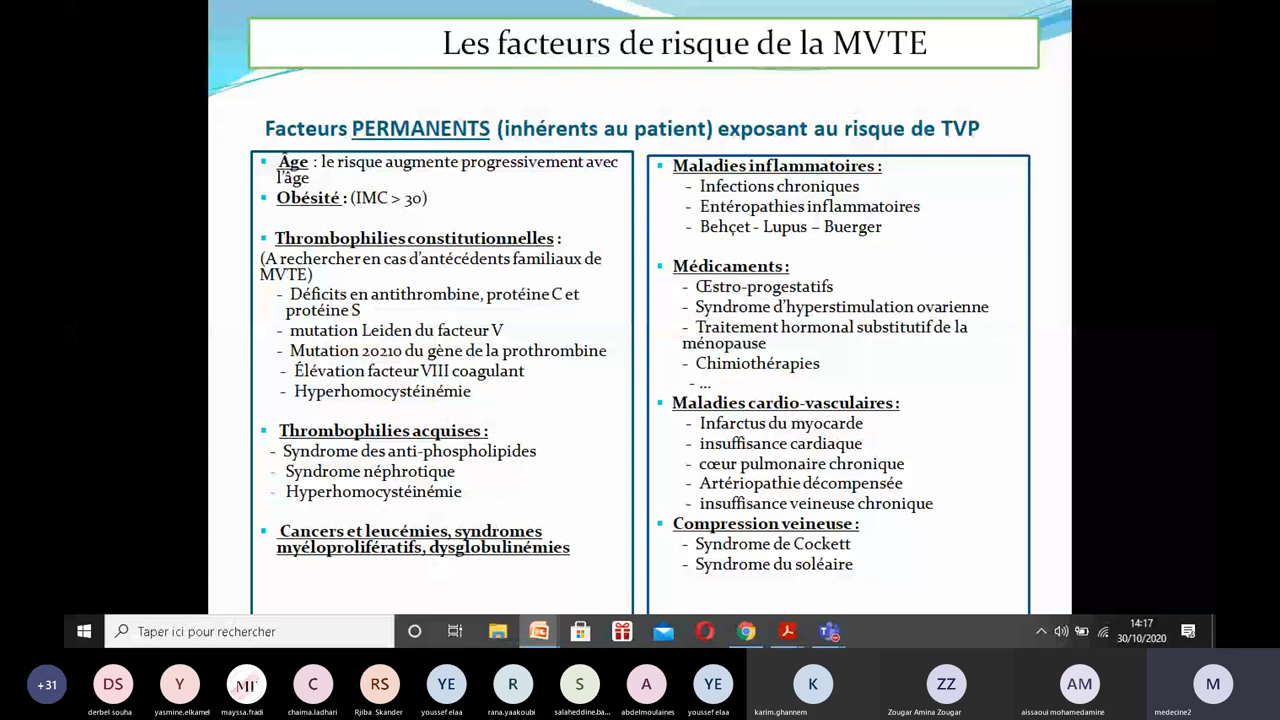 Les facteurs de risque de la MVTE
Facteurs PERMANENTS (inhérents au patient) exposant au risque de TVP
▪ Âge : le risque augmente progressivement avec
l'âge
▪ Obésité : (IMC > 30)
▪ Thrombophilies constitutionnelles :
(A rechercher en cas d'antécédents familiaux de
MVTE)
- Déficits en antithrombine, protéine C et
protéine S
- mutation Leiden du facteur V
- Mutation 20210 du gène de la prothrombine
- Élévation facteur VIII coagulant
- Hyperhomocystéinémie
▪ Thrombophilies acquises :
- Syndrome des anti-phospholipides
- Syndrome néphrotique
- Hyperhomocystéinémie
▪ Cancers et leucémies, syndromes
myéloprolifératifs, dysglobulinémies
▪ Maladies inflammatoires :
- Infections chroniques
- Entéropathies inflammatoires
- Behçet - Lupus – Buerger
▪ Médicaments :
- Œstro-progestatifs
- Syndrome d'hyperstimulation ovarienne
- Traitement hormonal substitutif de la
ménopause
- Chimiothérapies
- ...
▪ Maladies cardio-vasculaires :
- Infarctus du myocarde
- insuffisance cardiaque
- cœur pulmonaire chronique
- Artériopathie décompensée
- insuffisance veineuse chronique
▪ Compression veineuse :
- Syndrome de Cockett
- Syndrome du soléaire
Taper ici pour rechercher
14:17
30/10/2020
+31 DS Y MF C RS YE R S A YE K ZZ AM M
derbel souha yasmine.elkamel mayssa.fradi chaima.ladhari Rjiba Skander youssef elaa rana.yaakoubi salaheddine.ba... abdelmoulaines youssef elaa karim.ghannem Zougar Amina Zougar aissaoui mohamedamine medecine2